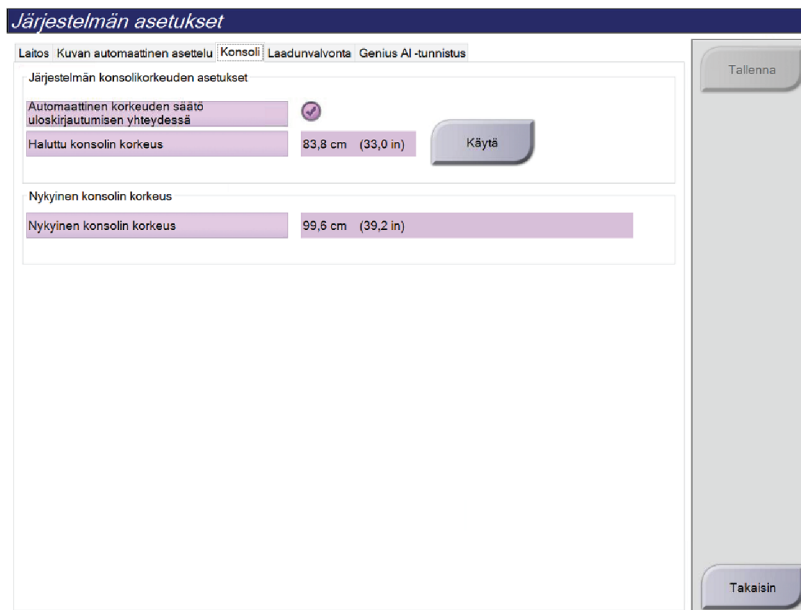 Järjestelmän asetukset
Laitos Kuvan automaattinen asettelu Konsoli Laadunvalvonta Genius AI -tunnistus
Järjestelmän konsolikorkeuden asetukset
Automaattinen korkeuden säätö
uloskirjautumisen yhteydessä
Haluttu konsolin korkeus 83,8 cm (33,0 in) Käytä
Nykyinen konsolin korkeus
Nykyinen konsolin korkeus 99,6 cm (39,2 in)
Tallenna
Takaisin